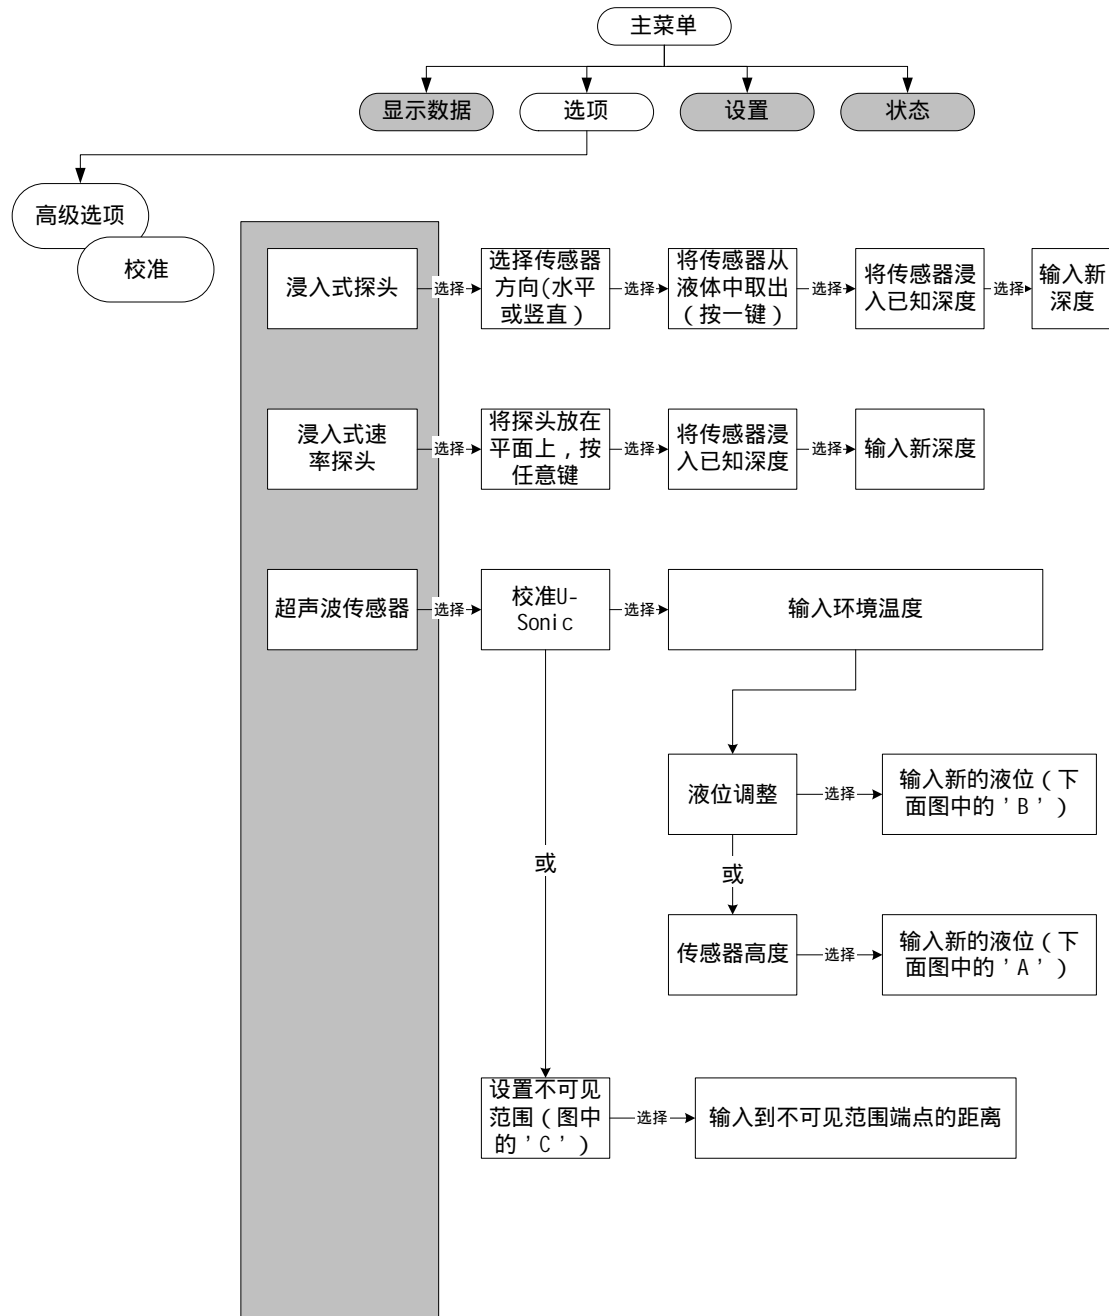 主菜单
显示数据
选项
设置
状态
高级选项
校准
浸入式探头
选择
选择传感器
方向(水平
或竖直）
选择
将传感器从
液体中取出
（按一键）
选择
将传感器浸
入已知深度
选择
输入新
深度
浸入式速
率探头
选择
将探头放在
平面上，按
任意键
选择
将传感器浸
入已知深度
选择
输入新深度
超声波传感器
选择
校准U-
Sonic
选择
输入环境温度
液位调整
选择
输入新的液位（下
面图中的'B'）
或
或
传感器高度
选择
输入新的液位（下
面图中的'A'）
设置不可见
范围（图中
的'C'）
选择
输入到不可见范围端点的距离